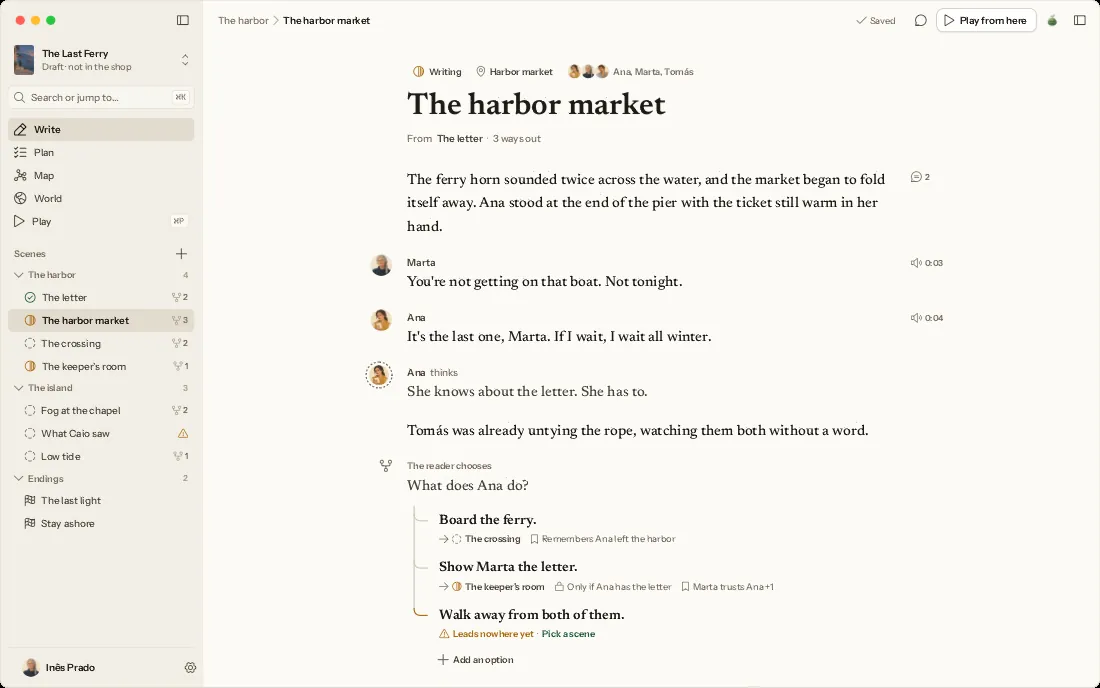 The Last Ferry
Draft · not in the shop
Search or jump to...
⌘K
Write
Plan
Map
World
Play
⌘P
Scenes
The harbor 4
The letter 2
The harbor market 3
The crossing 2
The keeper's room 1
The island 3
Fog at the chapel 2
What Caio saw
Low tide 1
Endings 2
The last light
Stay ashore
Inês Prado
The harbor > The harbor market
Saved
Play from here
Writing Harbor market Ana, Marta, Tomás
The harbor market
From The letter · 3 ways out
The ferry horn sounded twice across the water, and the market began to fold
itself away. Ana stood at the end of the pier with the ticket still warm in her
hand.
2
Marta
0:03
You're not getting on that boat. Not tonight.
Ana
0:04
It's the last one, Marta. If I wait, I wait all winter.
Ana thinks
She knows about the letter. She has to.
Tomás was already untying the rope, watching them both without a word.
The reader chooses
What does Ana do?
Board the ferry.
→ The crossing Remembers Ana left the harbor
Show Marta the letter.
→ The keeper's room Only if Ana has the letter Marta trusts Ana +1
Walk away from both of them.
Leads nowhere yet · Pick a scene
Add an option